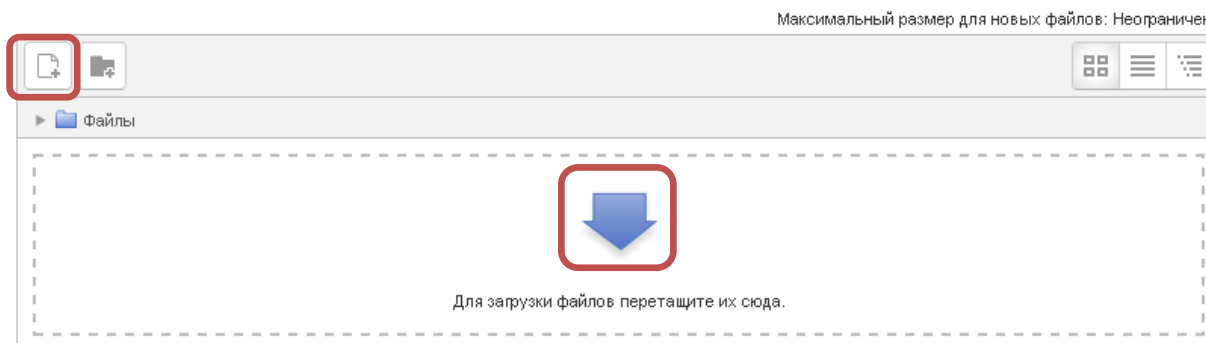 Максимальный размер для новых файлов: Неограничен
Файлы
Для загрузки файлов перетащите их сюда.